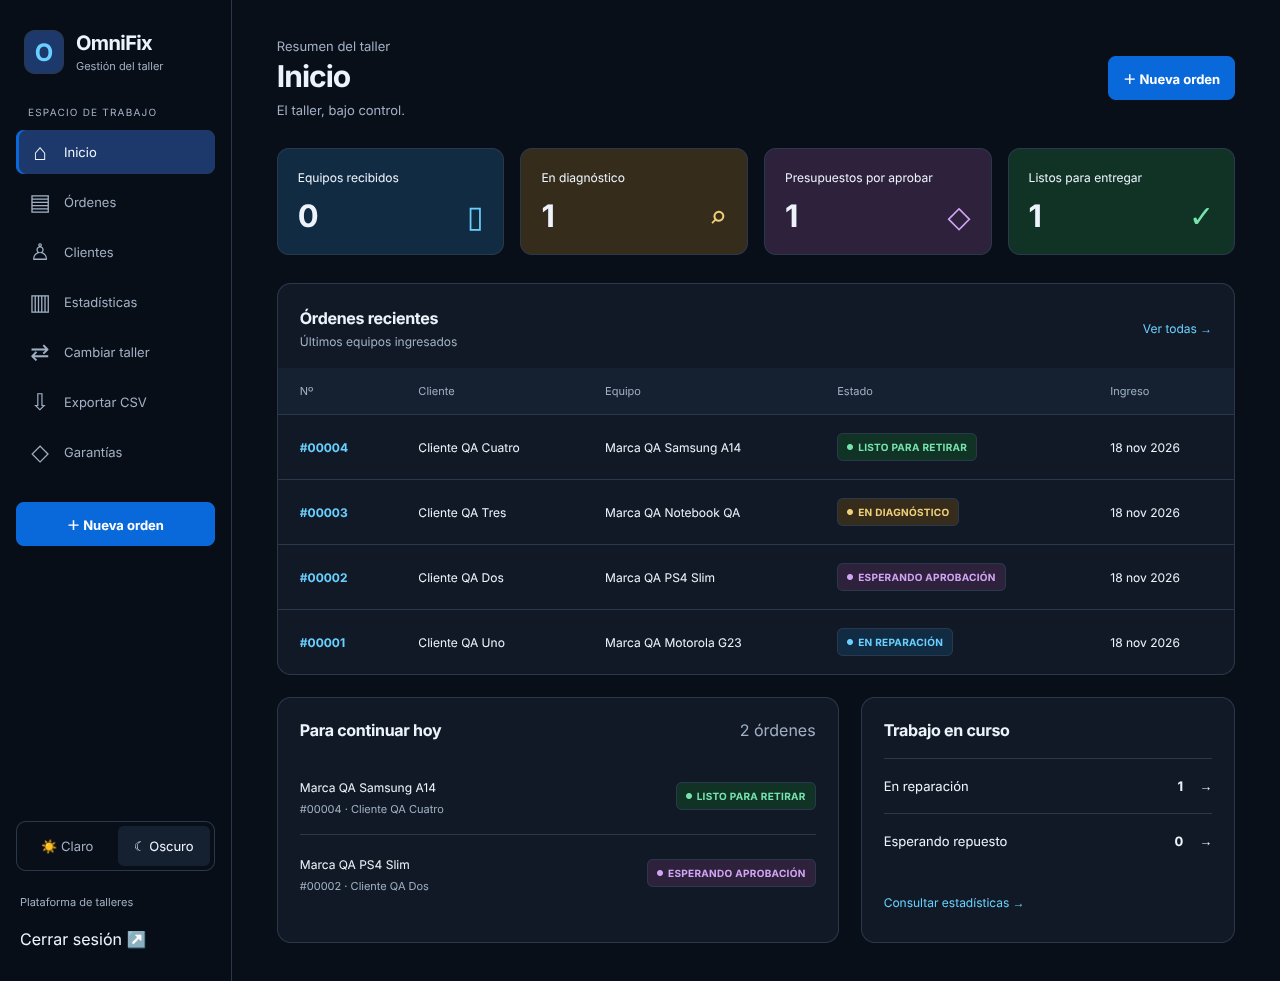 O
OmniFix
Gestión del taller
ESPACIO DE TRABAJO
Inicio
Órdenes
Clientes
Estadísticas
Cambiar taller
Exportar CSV
Garantías
+ Nueva orden
Claro
Oscuro
Plataforma de talleres
Cerrar sesión ↗
Resumen del taller
Inicio
El taller, bajo control.
+ Nueva orden
Equipos recibidos
0
En diagnóstico
1
Presupuestos por aprobar
1
Listos para entregar
1
Órdenes recientes
Últimos equipos ingresados
Ver todas →
Nº Cliente Equipo Estado Ingreso
#00004 Cliente QA Cuatro Marca QA Samsung A14 LISTO PARA RETIRAR 18 nov 2026
#00003 Cliente QA Tres Marca QA Notebook QA EN DIAGNÓSTICO 18 nov 2026
#00002 Cliente QA Dos Marca QA PS4 Slim ESPERANDO APROBACIÓN 18 nov 2026
#00001 Cliente QA Uno Marca QA Motorola G23 EN REPARACIÓN 18 nov 2026
Para continuar hoy 2 órdenes
Marca QA Samsung A14
#00004 · Cliente QA Cuatro
LISTO PARA RETIRAR
Marca QA PS4 Slim
#00002 · Cliente QA Dos
ESPERANDO APROBACIÓN
Trabajo en curso
En reparación 1 →
Esperando repuesto 0 →
Consultar estadísticas →